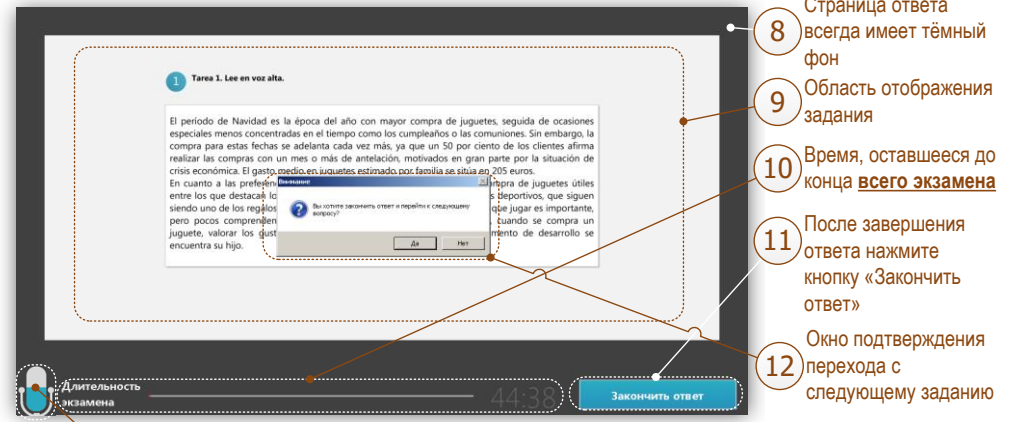 1 Tarea 1. Lee en voz alta.
El período de Navidad es la época del año con mayor compra de juguetes, seguida de ocasiones
especiales menos concentradas en el tiempo como los cumpleaños o las comuniones. Sin embargo, la
compra para estas fechas se adelanta cada vez más, ya que un 50 por ciento de los clientes afirma
realizar las compras con un mes o más de antelación, motivados en gran parte por la situación de
crisis económica. El gasto medio en juguetes estimado por familia se sitúa en 205 euros.
En cuanto a las preferen mpra de juguetes útiles
entre los que destacan lo s deportivos, que siguen
siendo uno de los regalos que jugar es importante,
pero pocos comprenden , cuando se compra un
juguete, valorar los gust mento de desarrollo se
encuentra su hijo.
Внимание
Вы хотите закончить ответ и перейти к следующему
вопросу?
Да Нет
Длительность
экзамена
44:38
Закончить ответ
8 Страница ответа
всегда имеет тёмный
фон
9 Область отображения
задания
10 Время, оставшееся до
конца всего экзамена
11 После завершения
ответа нажмите
кнопку «Закончить
ответ»
12 Окно подтверждения
перехода с
следующему заданию